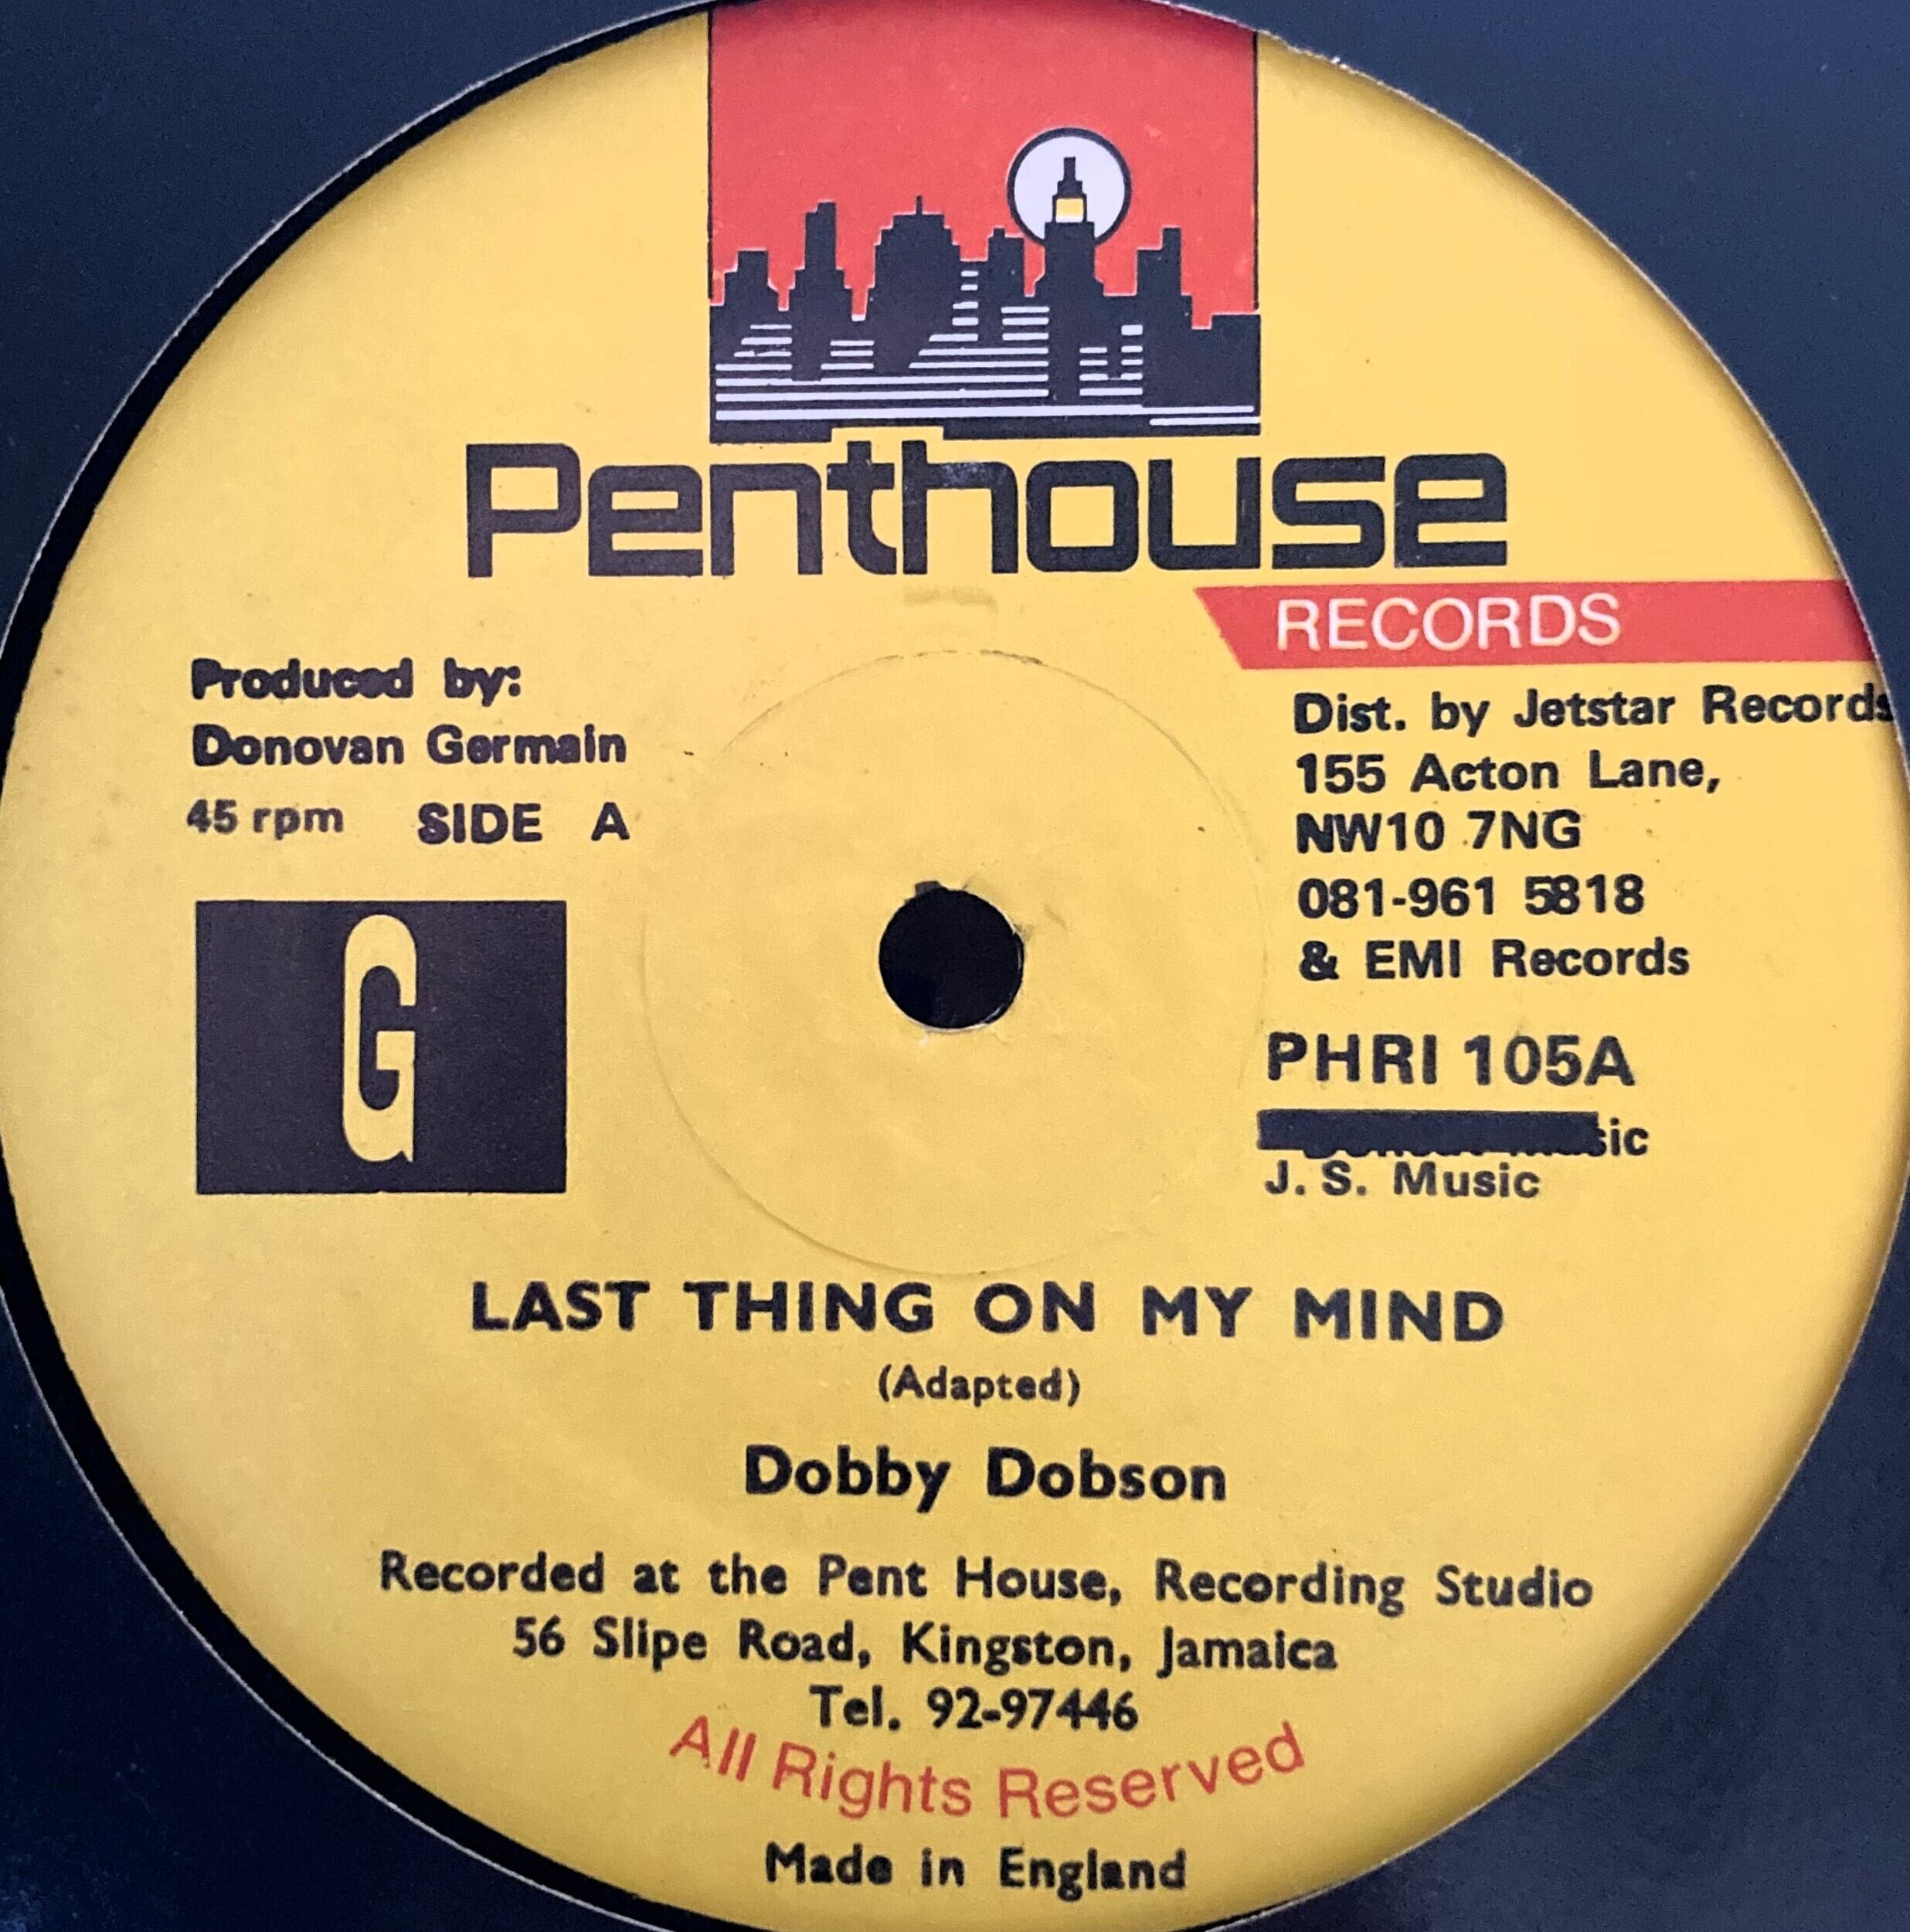 Penthouse
RECORDS
Produced by:
Donovan Germain
45 rpm SIDE A
G
Dist. by Jetstar Records
155 Acton Lane,
NW10 7NG
081-961 5818
& EMI Records
PHRI 105A
J. S. Music
LAST THING ON MY MIND
(Adapted)
Dobby Dobson
Recorded at the Pent House, Recording Studio
56 Slipe Road, Kingston, Jamaica
Tel. 92-97446
All Rights Reserved
Made in England